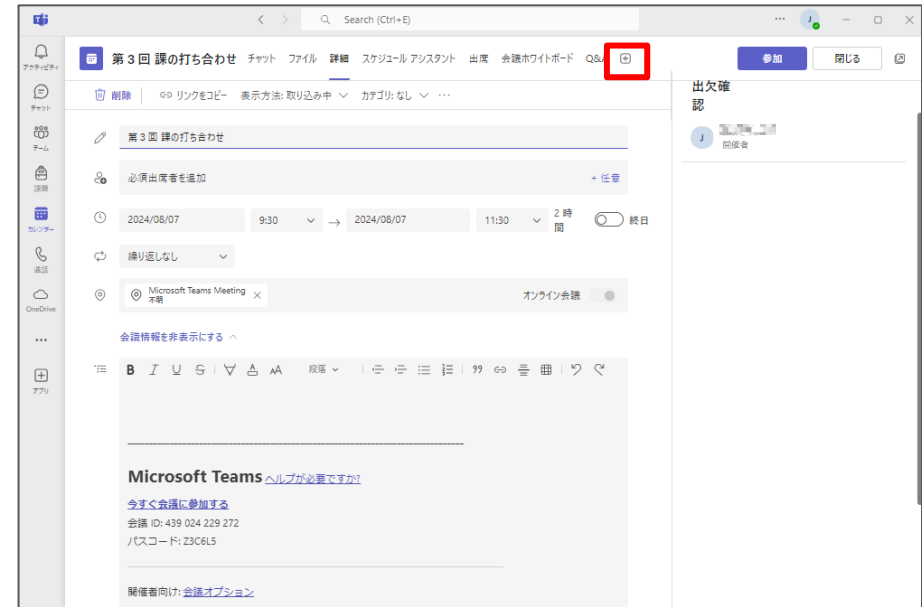 Search (Ctrl+E)
J
アクティビティ
チャット
チーム
課題
カレンダー
通話
OneDrive
アプリ
第3回 課の打ち合わせ チャット ファイル 詳細 スケジュール アシスタント 出席 会議ホワイトボード Q&A
参加 閉じる
削除 リンクをコピー 表示方法: 取り込み中 カテゴリ: なし ...
第3回 課の打ち合わせ
必須出席者を追加 + 任意
2024/08/07 9:30 → 2024/08/07 11:30 2 時間 終日
繰り返しなし
Microsoft Teams Meeting
不明
オンライン会議
会議情報を非表示にする
B I U S A AA 段落
Microsoft Teams ヘルプが必要ですか?
今すぐ会議に参加する
会議 ID: 439 024 229 272
パスコード: Z3C6L5
開催者向け: 会議オプション
出欠確
認
J
開催者